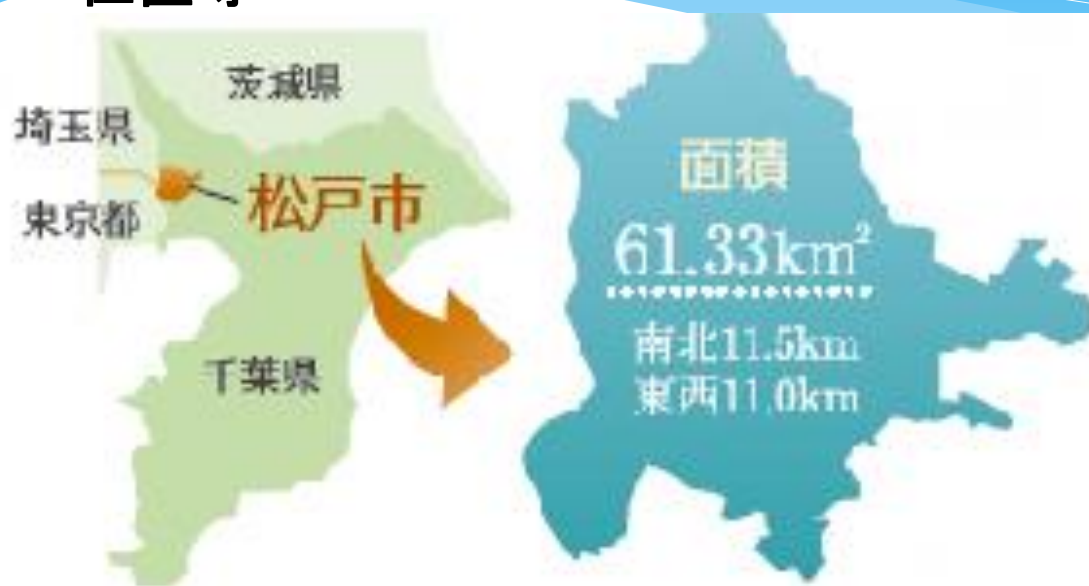 茨城県
埼玉県
東京都
松戸市
千葉県
面積
61.33km²
南北11.5km
東西11.0km